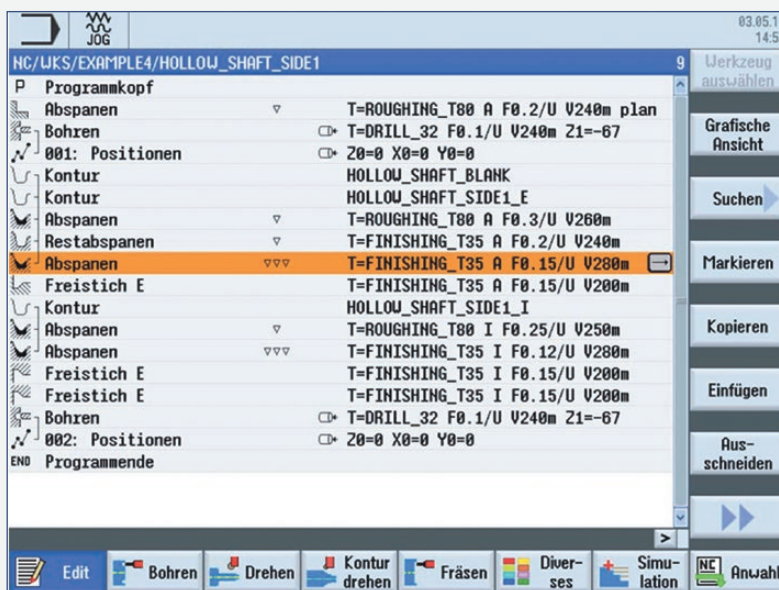 JOG
03.05.1
14:5
NC/WKS/EXAMPLE4/HOLLOW_SHAFT_SIDE1 9
P Programmkopf
Abspanen ▽ T=ROUGHING_T80 A F0.2/U V240m plan
Bohren T=DRILL_32 F0.1/U V240m Z1=-67
001: Positionen Z0=0 X0=0 Y0=0
Kontur HOLLOW_SHAFT_BLANK
Kontur HOLLOW_SHAFT_SIDE1_E
Abspanen ▽ T=ROUGHING_T80 A F0.3/U V260m
Restabspanen ▽ T=FINISHING_T35 A F0.2/U V240m
Abspanen ▽▽▽ T=FINISHING_T35 A F0.15/U V280m
Freistich E T=FINISHING_T35 A F0.15/U V200m
Kontur HOLLOW_SHAFT_SIDE1_I
Abspanen ▽ T=ROUGHING_T80 I F0.25/U V250m
Abspanen ▽▽▽ T=FINISHING_T35 I F0.12/U V280m
Freistich E T=FINISHING_T35 I F0.15/U V200m
Freistich E T=FINISHING_T35 I F0.15/U V200m
Bohren T=DRILL_32 F0.1/U V240m Z1=-67
002: Positionen Z0=0 X0=0 Y0=0
END Programmende
Werkzeug
auswählen
Grafische
Ansicht
Suchen
Markieren
Kopieren
Einfügen
Aus-
schneiden
Edit
Bohren
Drehen
Kontur
drehen
Fräsen
Diver-
ses
Simu-
lation
NC Anwahl